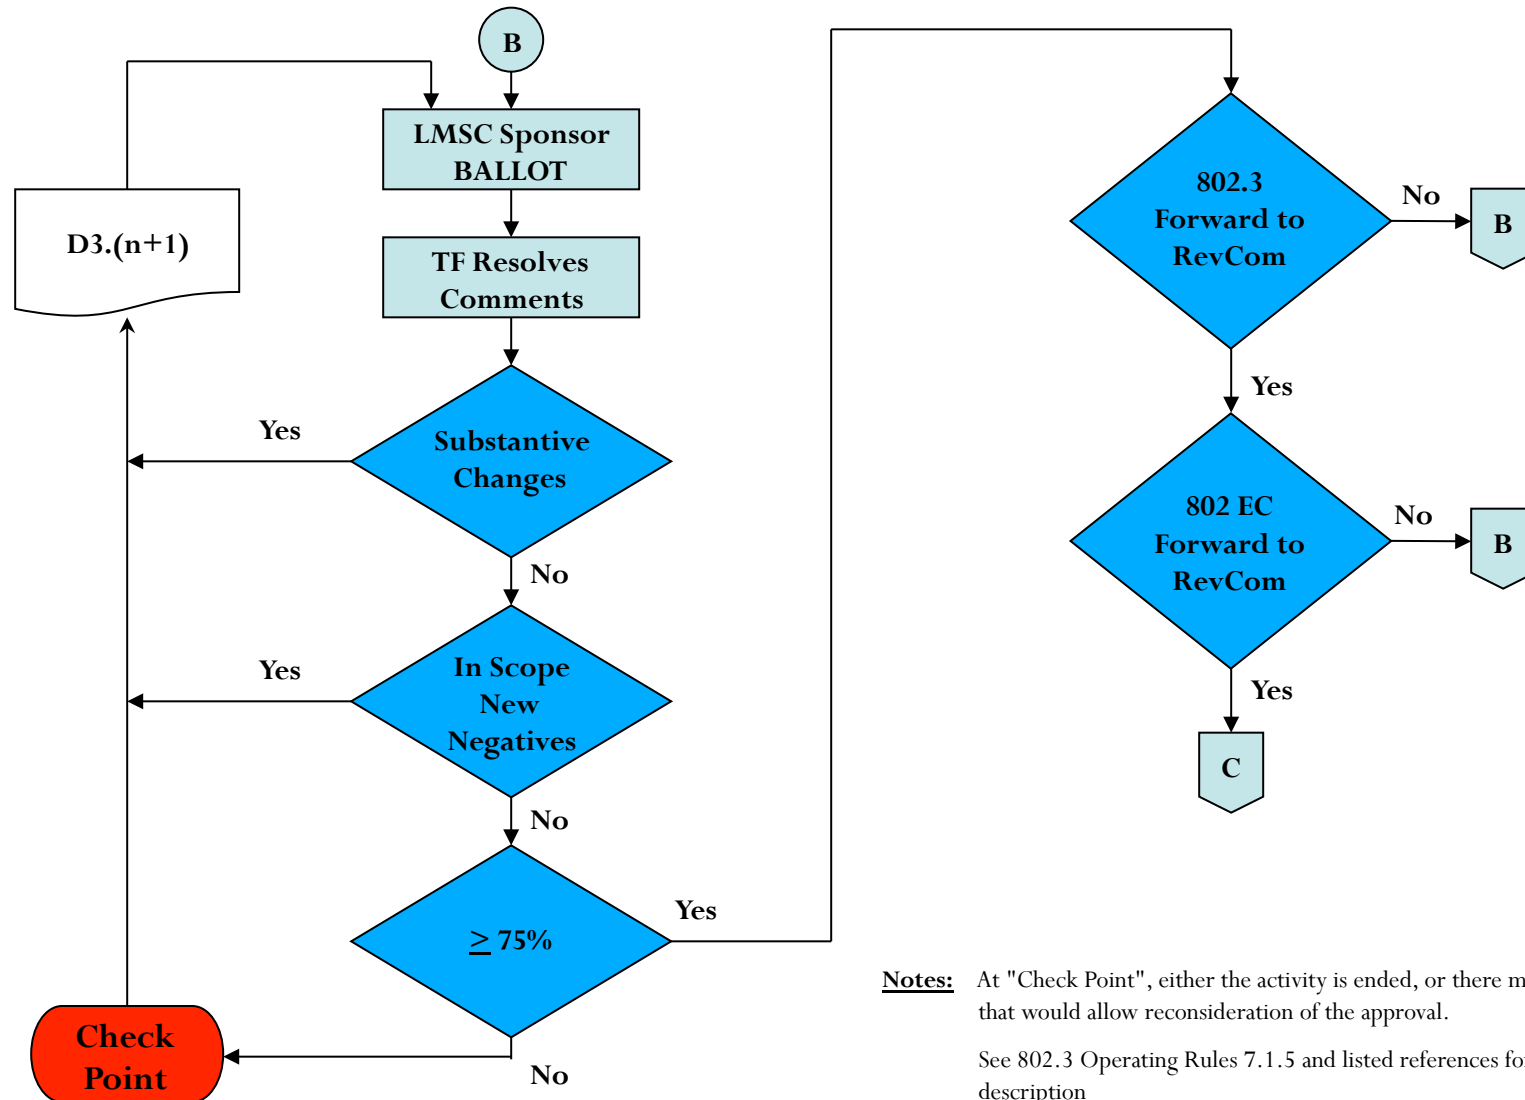 B
LMSC Sponsor
BALLOT
D3.(n+1)
TF Resolves
Comments
Yes
Substantive
Changes
No
Yes
In Scope
New
Negatives
No
≥ 75%
Yes
Check
Point
No
802.3
Forward to
RevCom
No
B
Yes
802 EC
Forward to
RevCom
No
B
Yes
C
Notes: At "Check Point", either the activity is ended, or there
that would allow reconsideration of the approval.
See 802.3 Operating Rules 7.1.5 and listed references
description